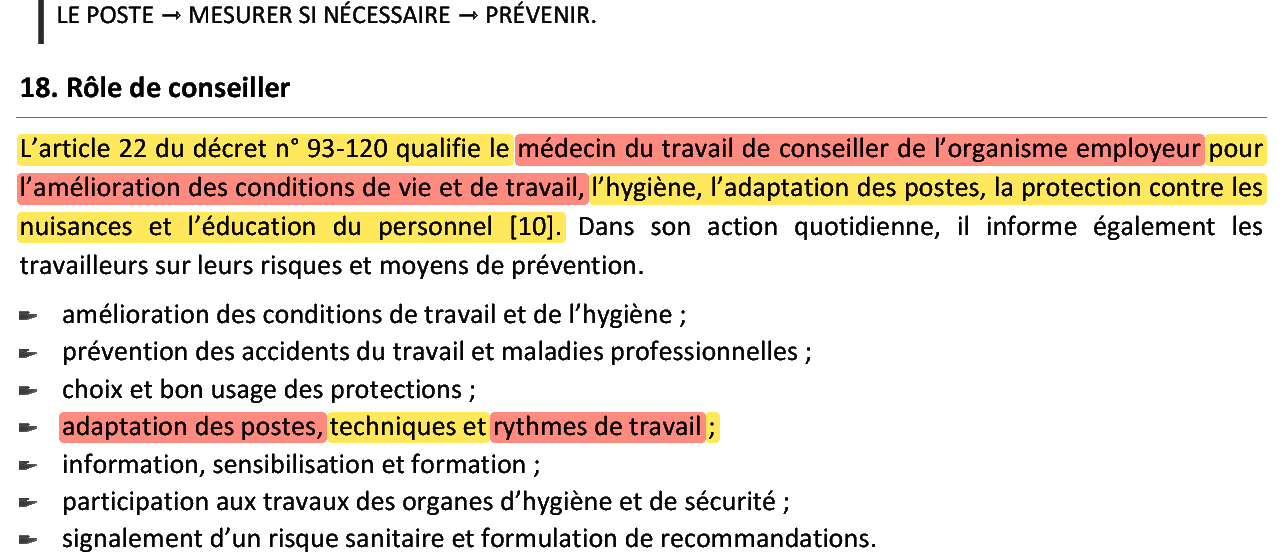 LE POSTE → MESURER SI NÉCESSAIRE → PRÉVENIR.
18. Rôle de conseiller
L’article 22 du décret n° 93-120 qualifie le médecin du travail de conseiller de l’organisme employeur pour
l’amélioration des conditions de vie et de travail, l’hygiène, l’adaptation des postes, la protection contre les
nuisances et l’éducation du personnel [10]. Dans son action quotidienne, il informe également les
travailleurs sur leurs risques et moyens de prévention.
☛ amélioration des conditions de travail et de l’hygiène ;
☛ prévention des accidents du travail et maladies professionnelles ;
☛ choix et bon usage des protections ;
☛ adaptation des postes, techniques et rythmes de travail ;
☛ information, sensibilisation et formation ;
☛ participation aux travaux des organes d’hygiène et de sécurité ;
☛ signalement d’un risque sanitaire et formulation de recommandations.